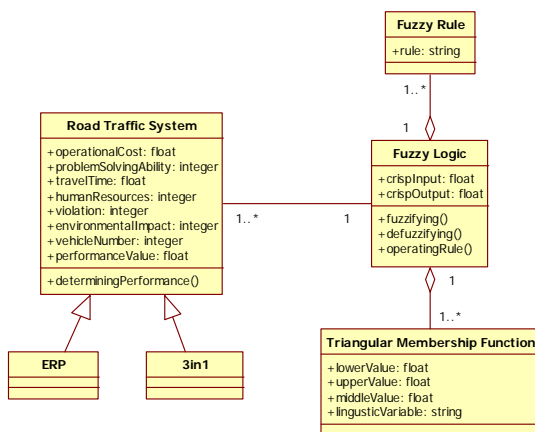 Fuzzy Rule
+rule: string
1..*
1
Road Traffic System
+operationalCost: float
+problemSolvingAbility: integer
+travelTime: float
+humanResources: integer
+violation: integer
+environmentalImpact: integer
+vehicleNumber: integer
+performanceValue: float
+determiningPerformance()
1..*
1
Fuzzy Logic
+crispInput: float
+crispOutput: float
+fuzzifying()
+defuzzifying()
+operatingRule()
1
1..*
ERP
3in1
Triangular Membership Function
+lowerValue: float
+upperValue: float
+middleValue: float
+lingusticVariable: string